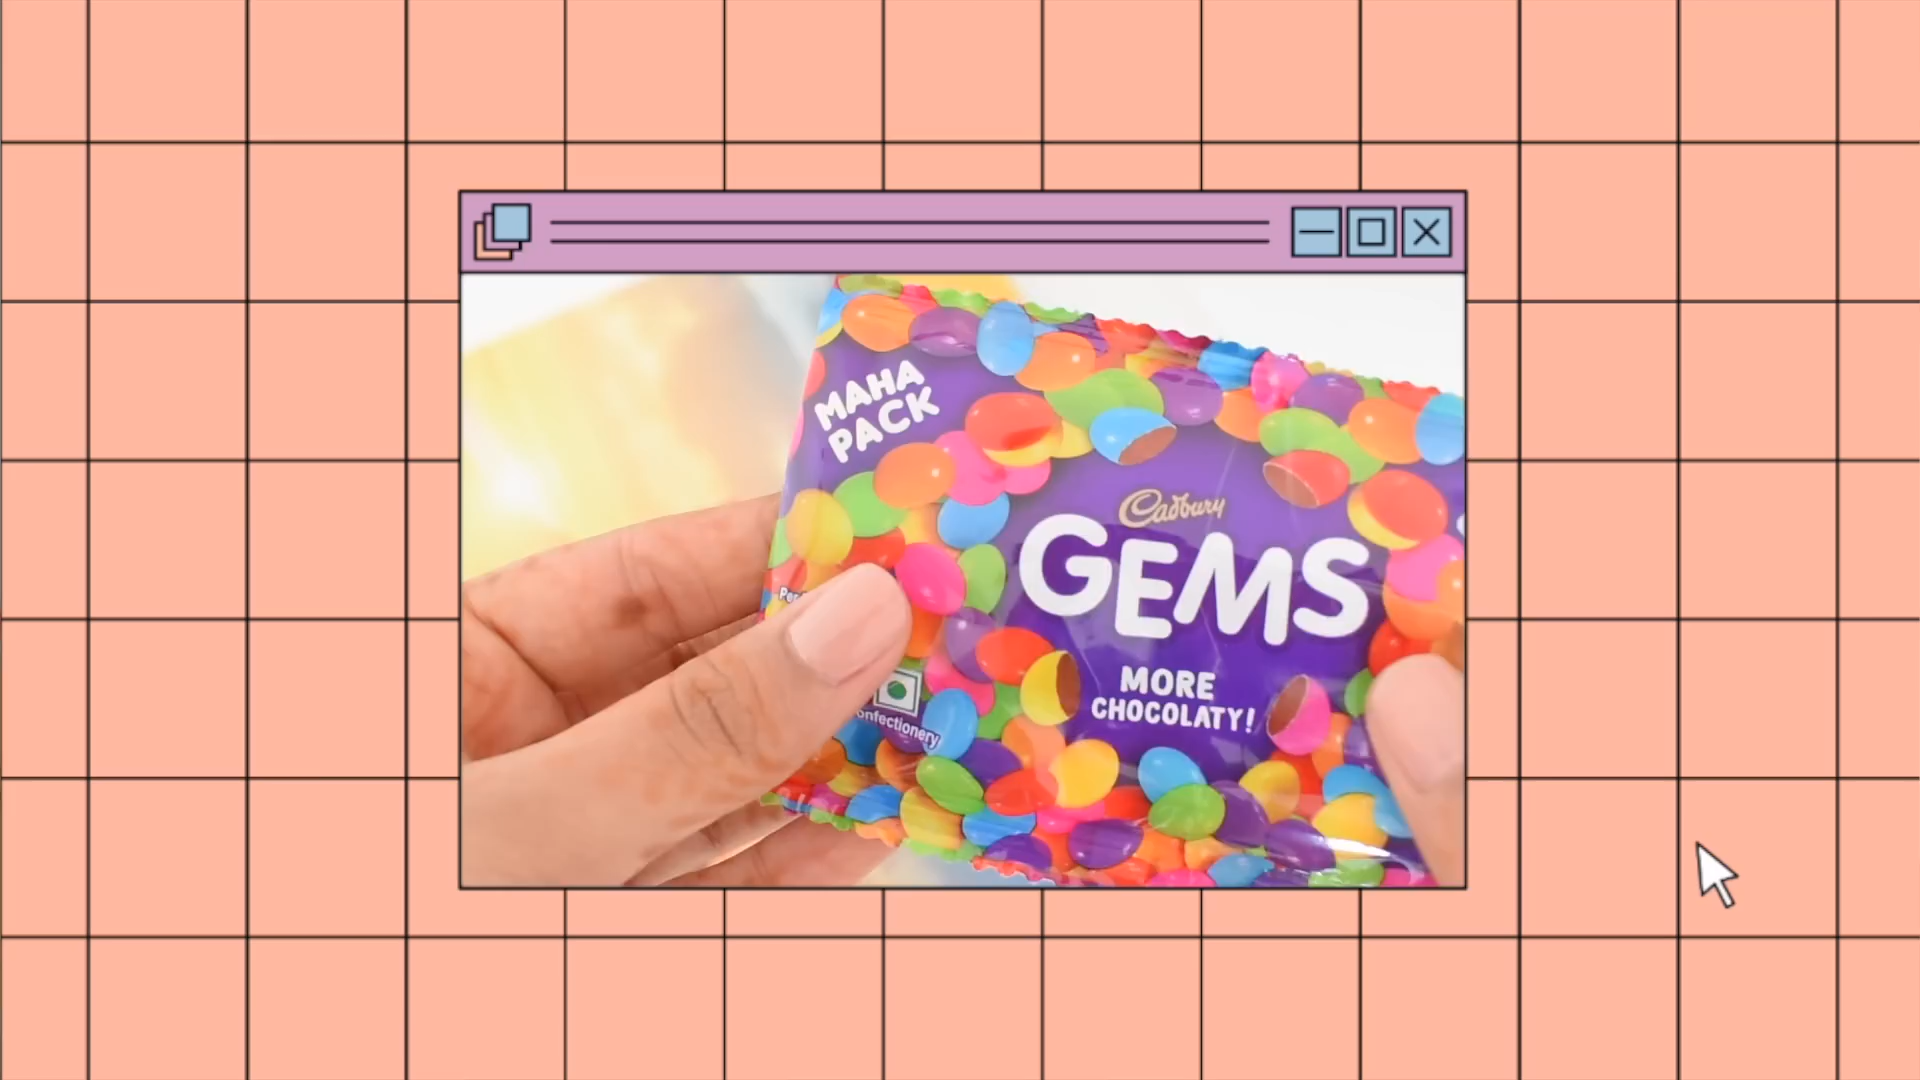 MAHA
PACK
Cadbury
GEMS
MORE
CHOCOLATY!
onfectionery